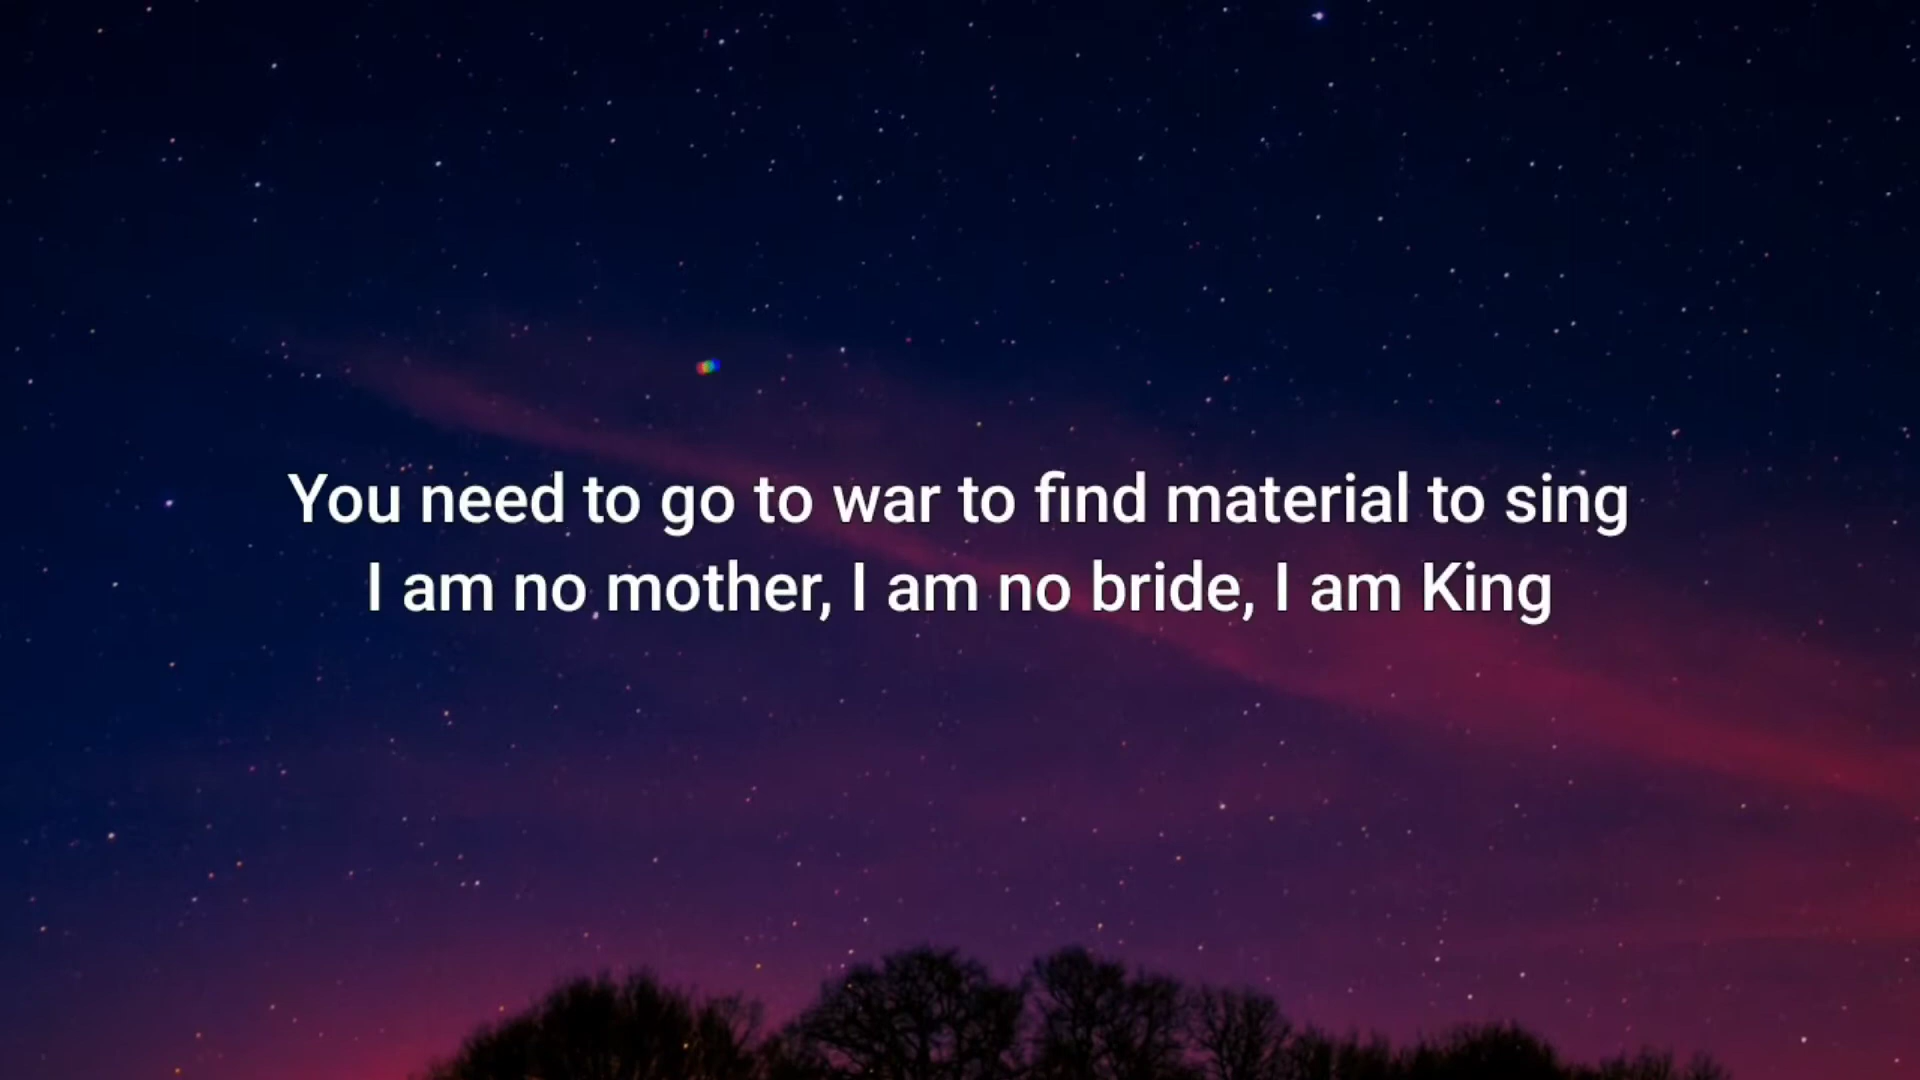 You need to go to war to find material to sing
I am no mother, I am no bride, I am King